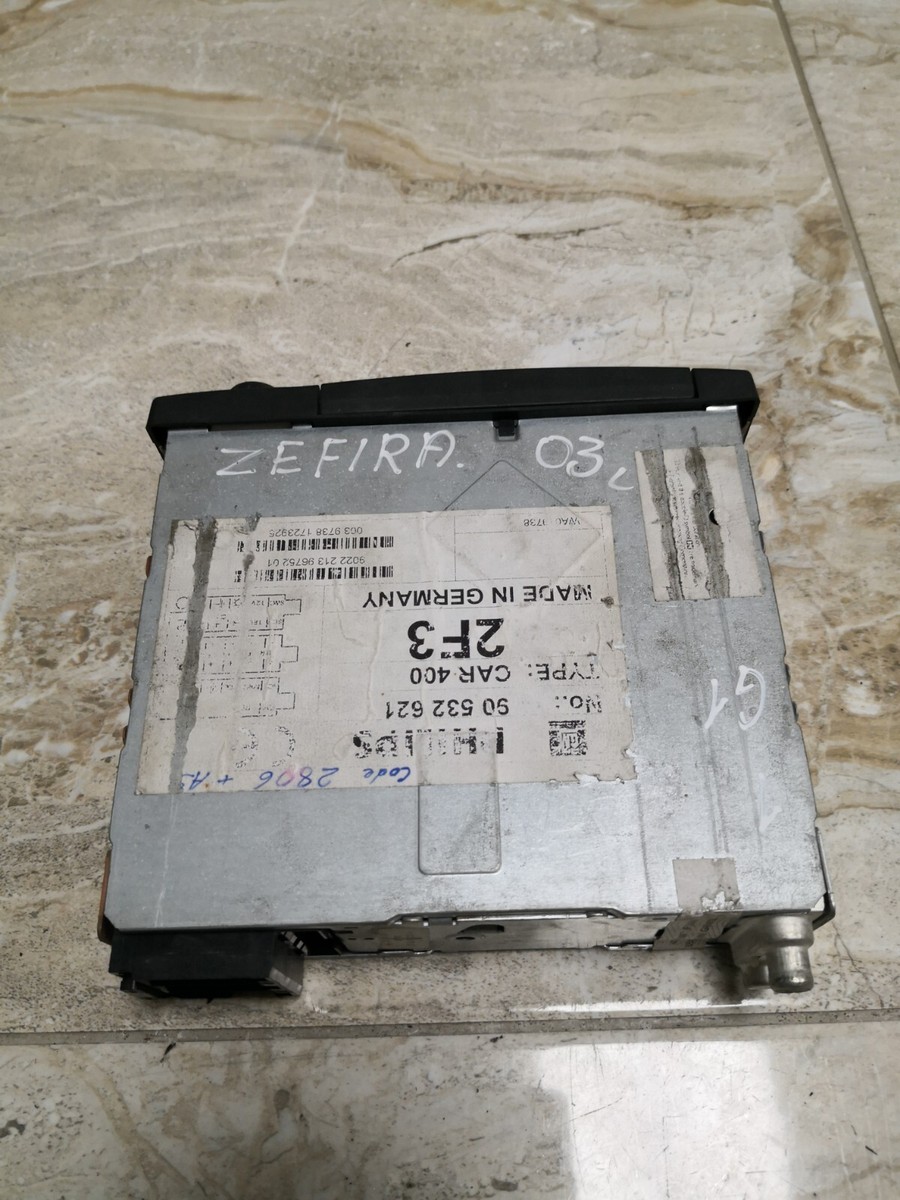 ZEFIRA. 03
G1
Code 2806 + A
PHILIPS
GM
No.: 90 532 621
TYPE: CAR 400
2F3
MADE IN GERMANY
9022 213 96752 01
063 9738 1723925